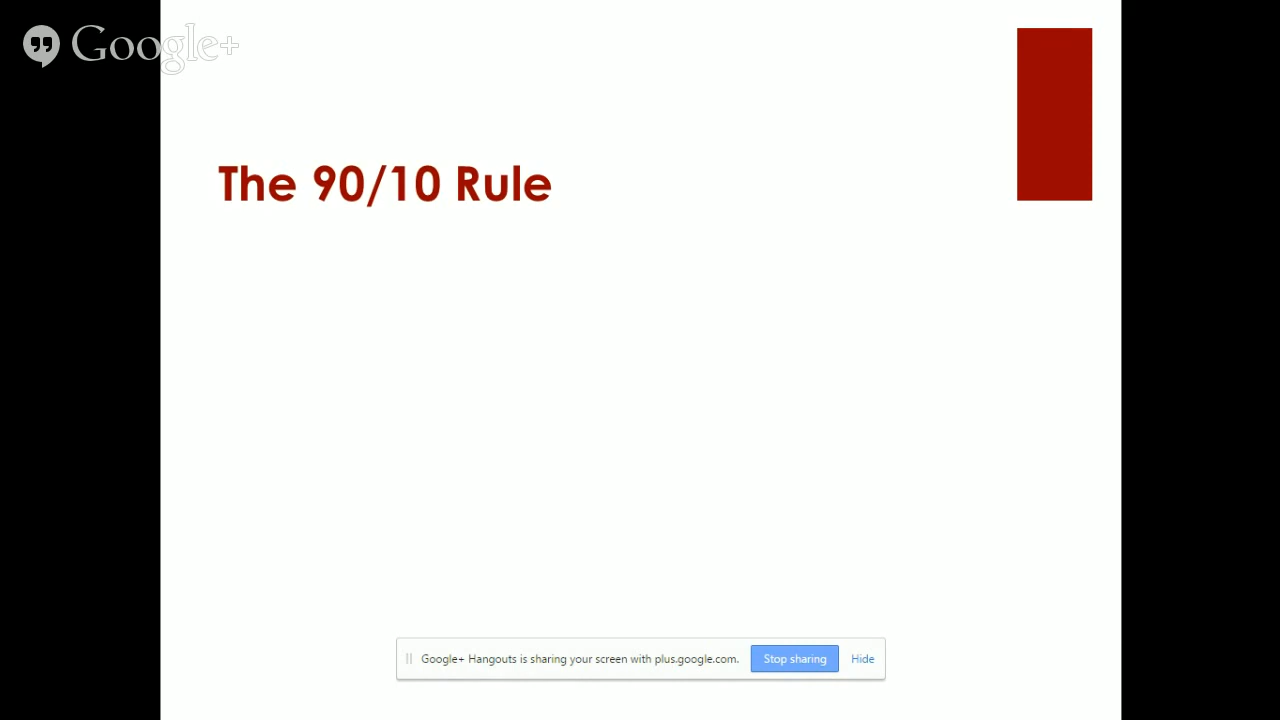 Google+
The 90/10 Rule
Google+ Hangouts is sharing your screen with plus.google.com.
Stop sharing
Hide